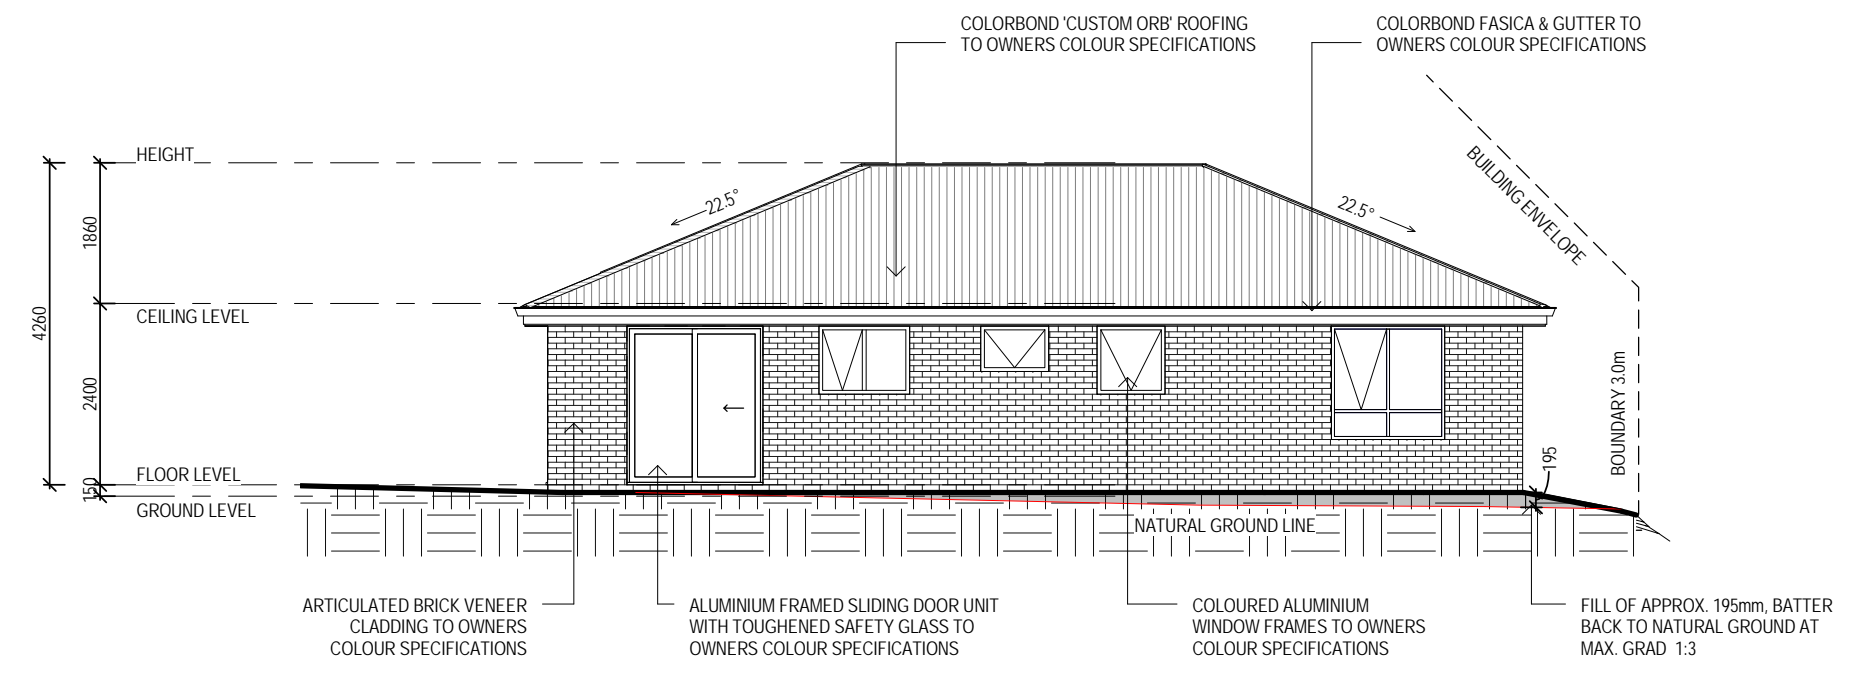 COLORBOND 'CUSTOM ORB' ROOFING
TO OWNERS COLOUR SPECIFICATIONS
COLORBOND FASICA & GUTTER TO
OWNERS COLOUR SPECIFICATIONS
HEIGHT
BUILDING ENVELOPE
22.5°
22.5°
1860
CEILING LEVEL
4260
2400
BOUNDARY 3.0m
FLOOR LEVEL
195
150
GROUND LEVEL
NATURAL GROUND LINE
ARTICULATED BRICK VENEER
CLADDING TO OWNERS
COLOUR SPECIFICATIONS
ALUMINIUM FRAMED SLIDING DOOR UNIT
WITH TOUGHENED SAFETY GLASS TO
OWNERS COLOUR SPECIFICATIONS
COLOURED ALUMINIUM
WINDOW FRAMES TO OWNERS
COLOUR SPECIFICATIONS
FILL OF APPROX. 195mm, BATTER
BACK TO NATURAL GROUND AT
MAX. GRAD 1:3